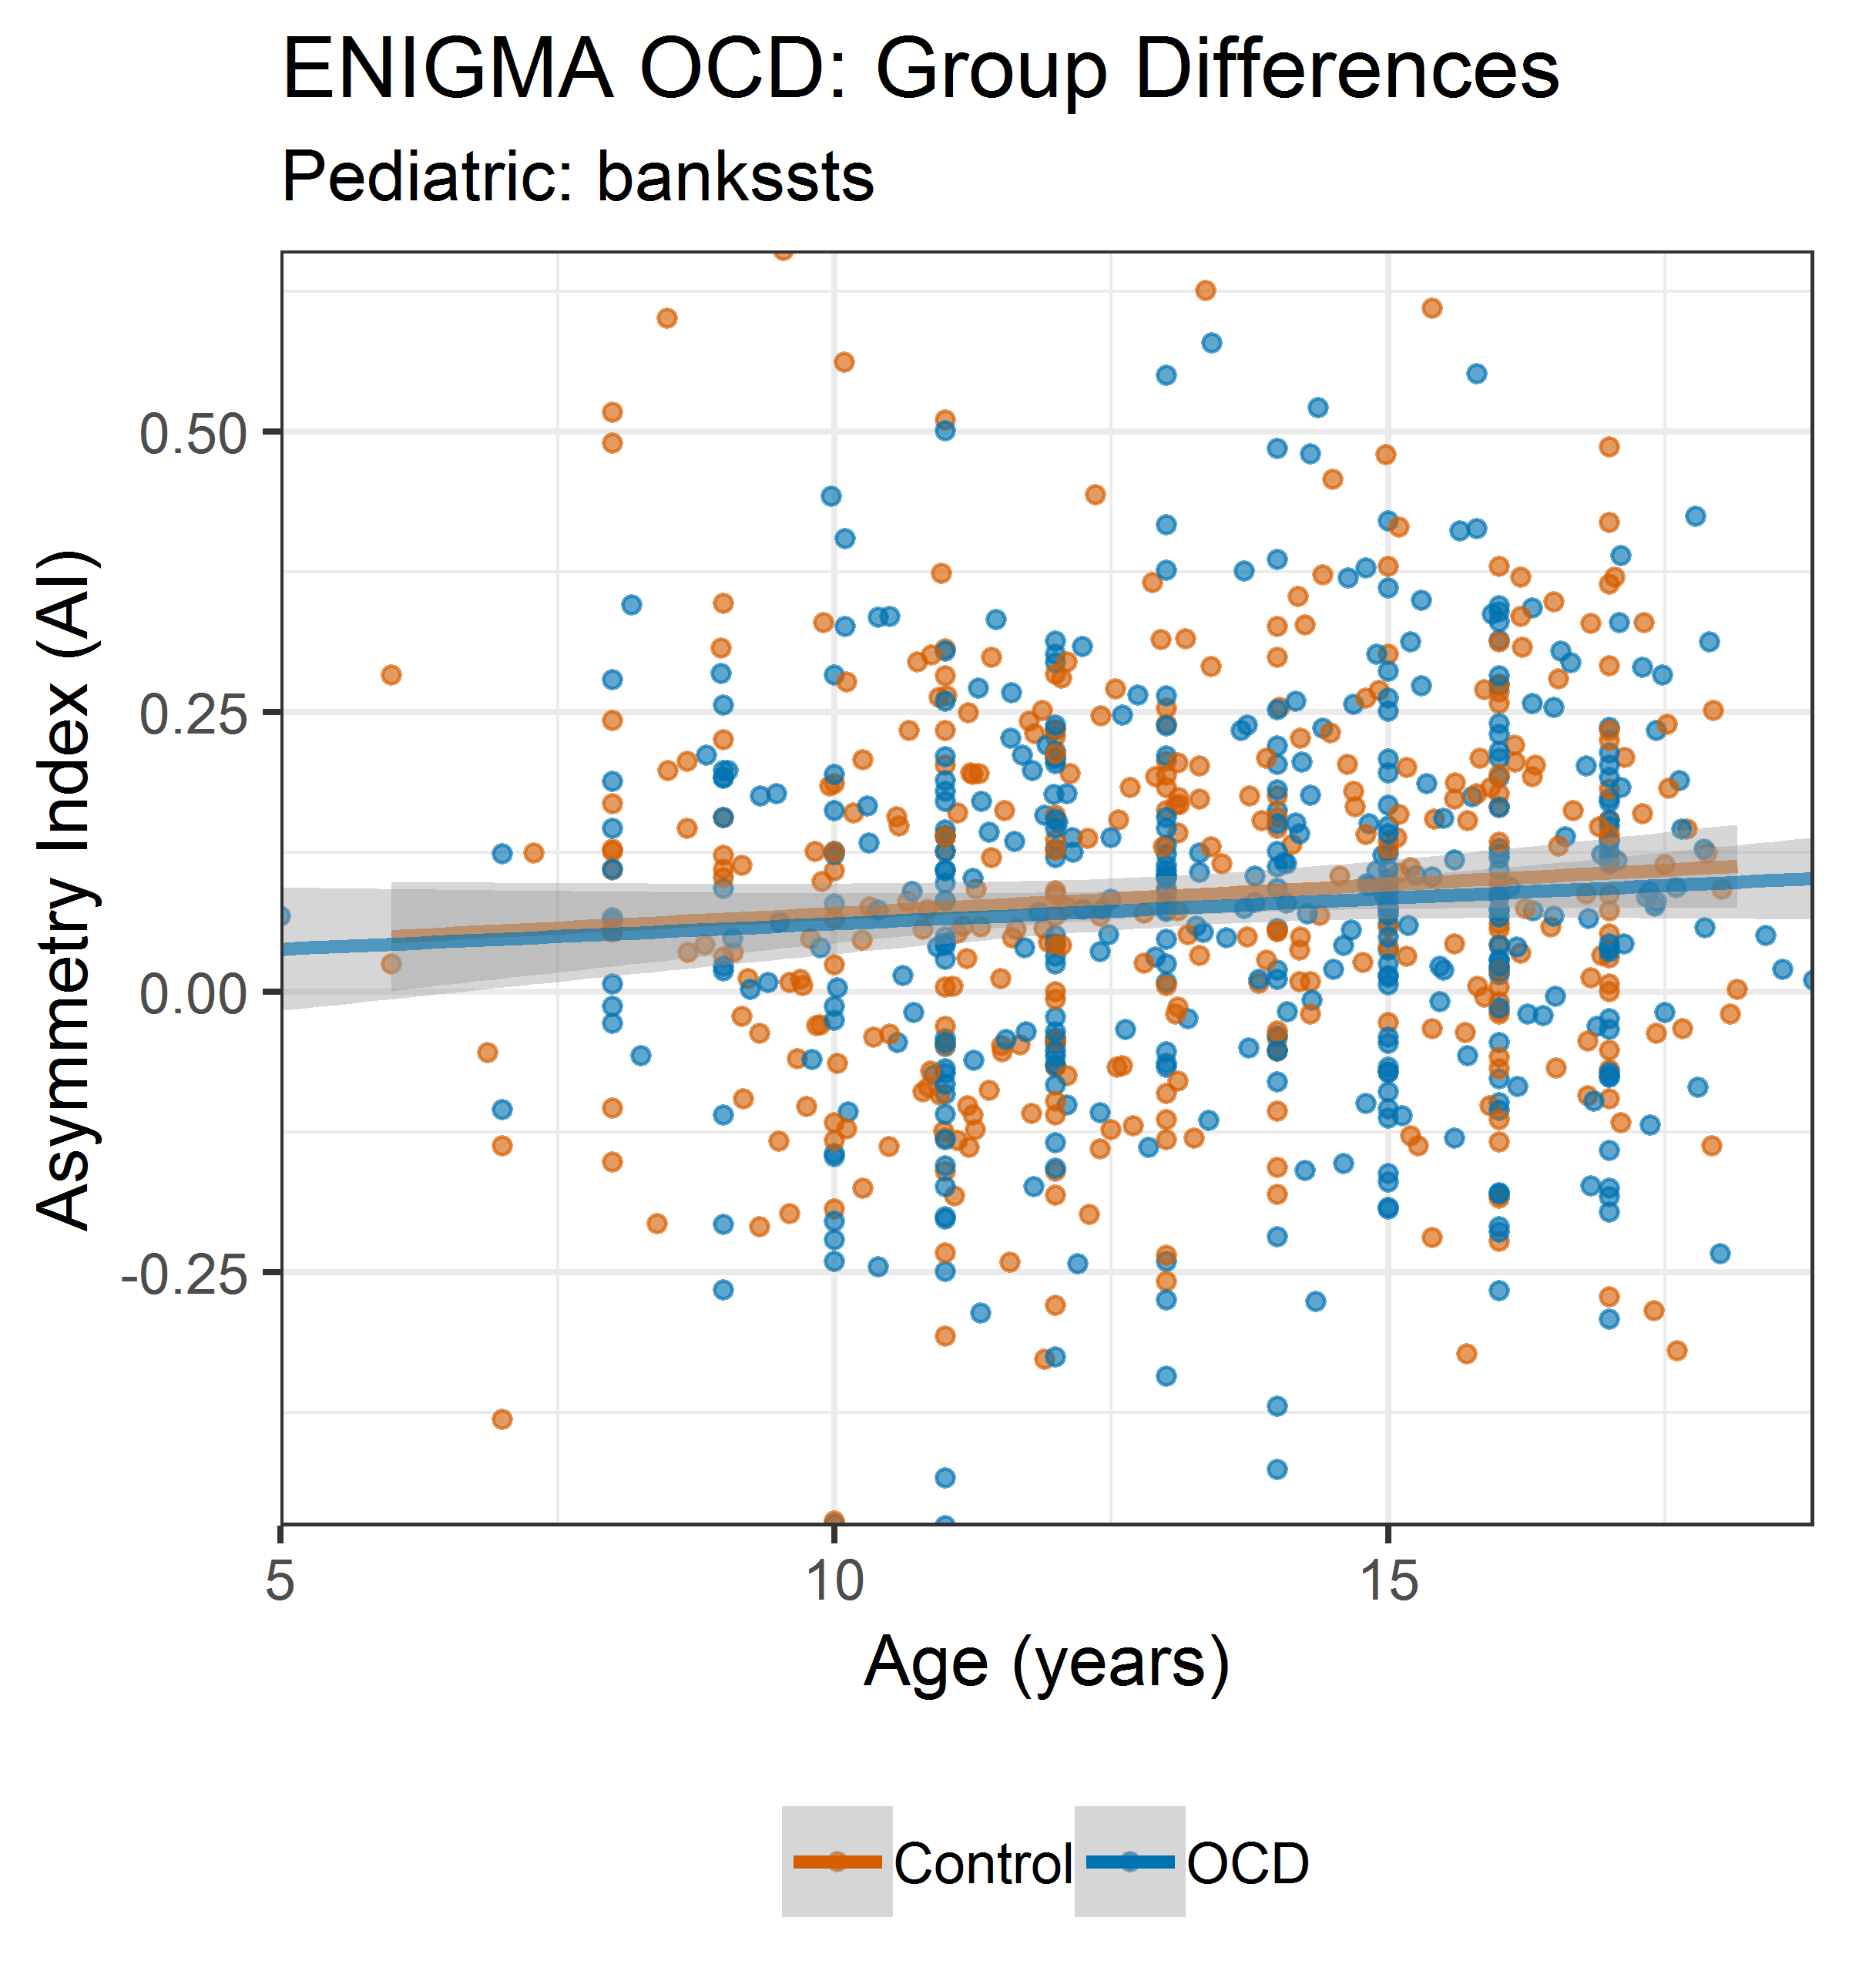 ENIGMA OCD: Group Differences
Pediatric: bankssts
Asymmetry Index (AI)
0.50
0.25
0.00
-0.25
5 10 15
Age (years)
Control OCD